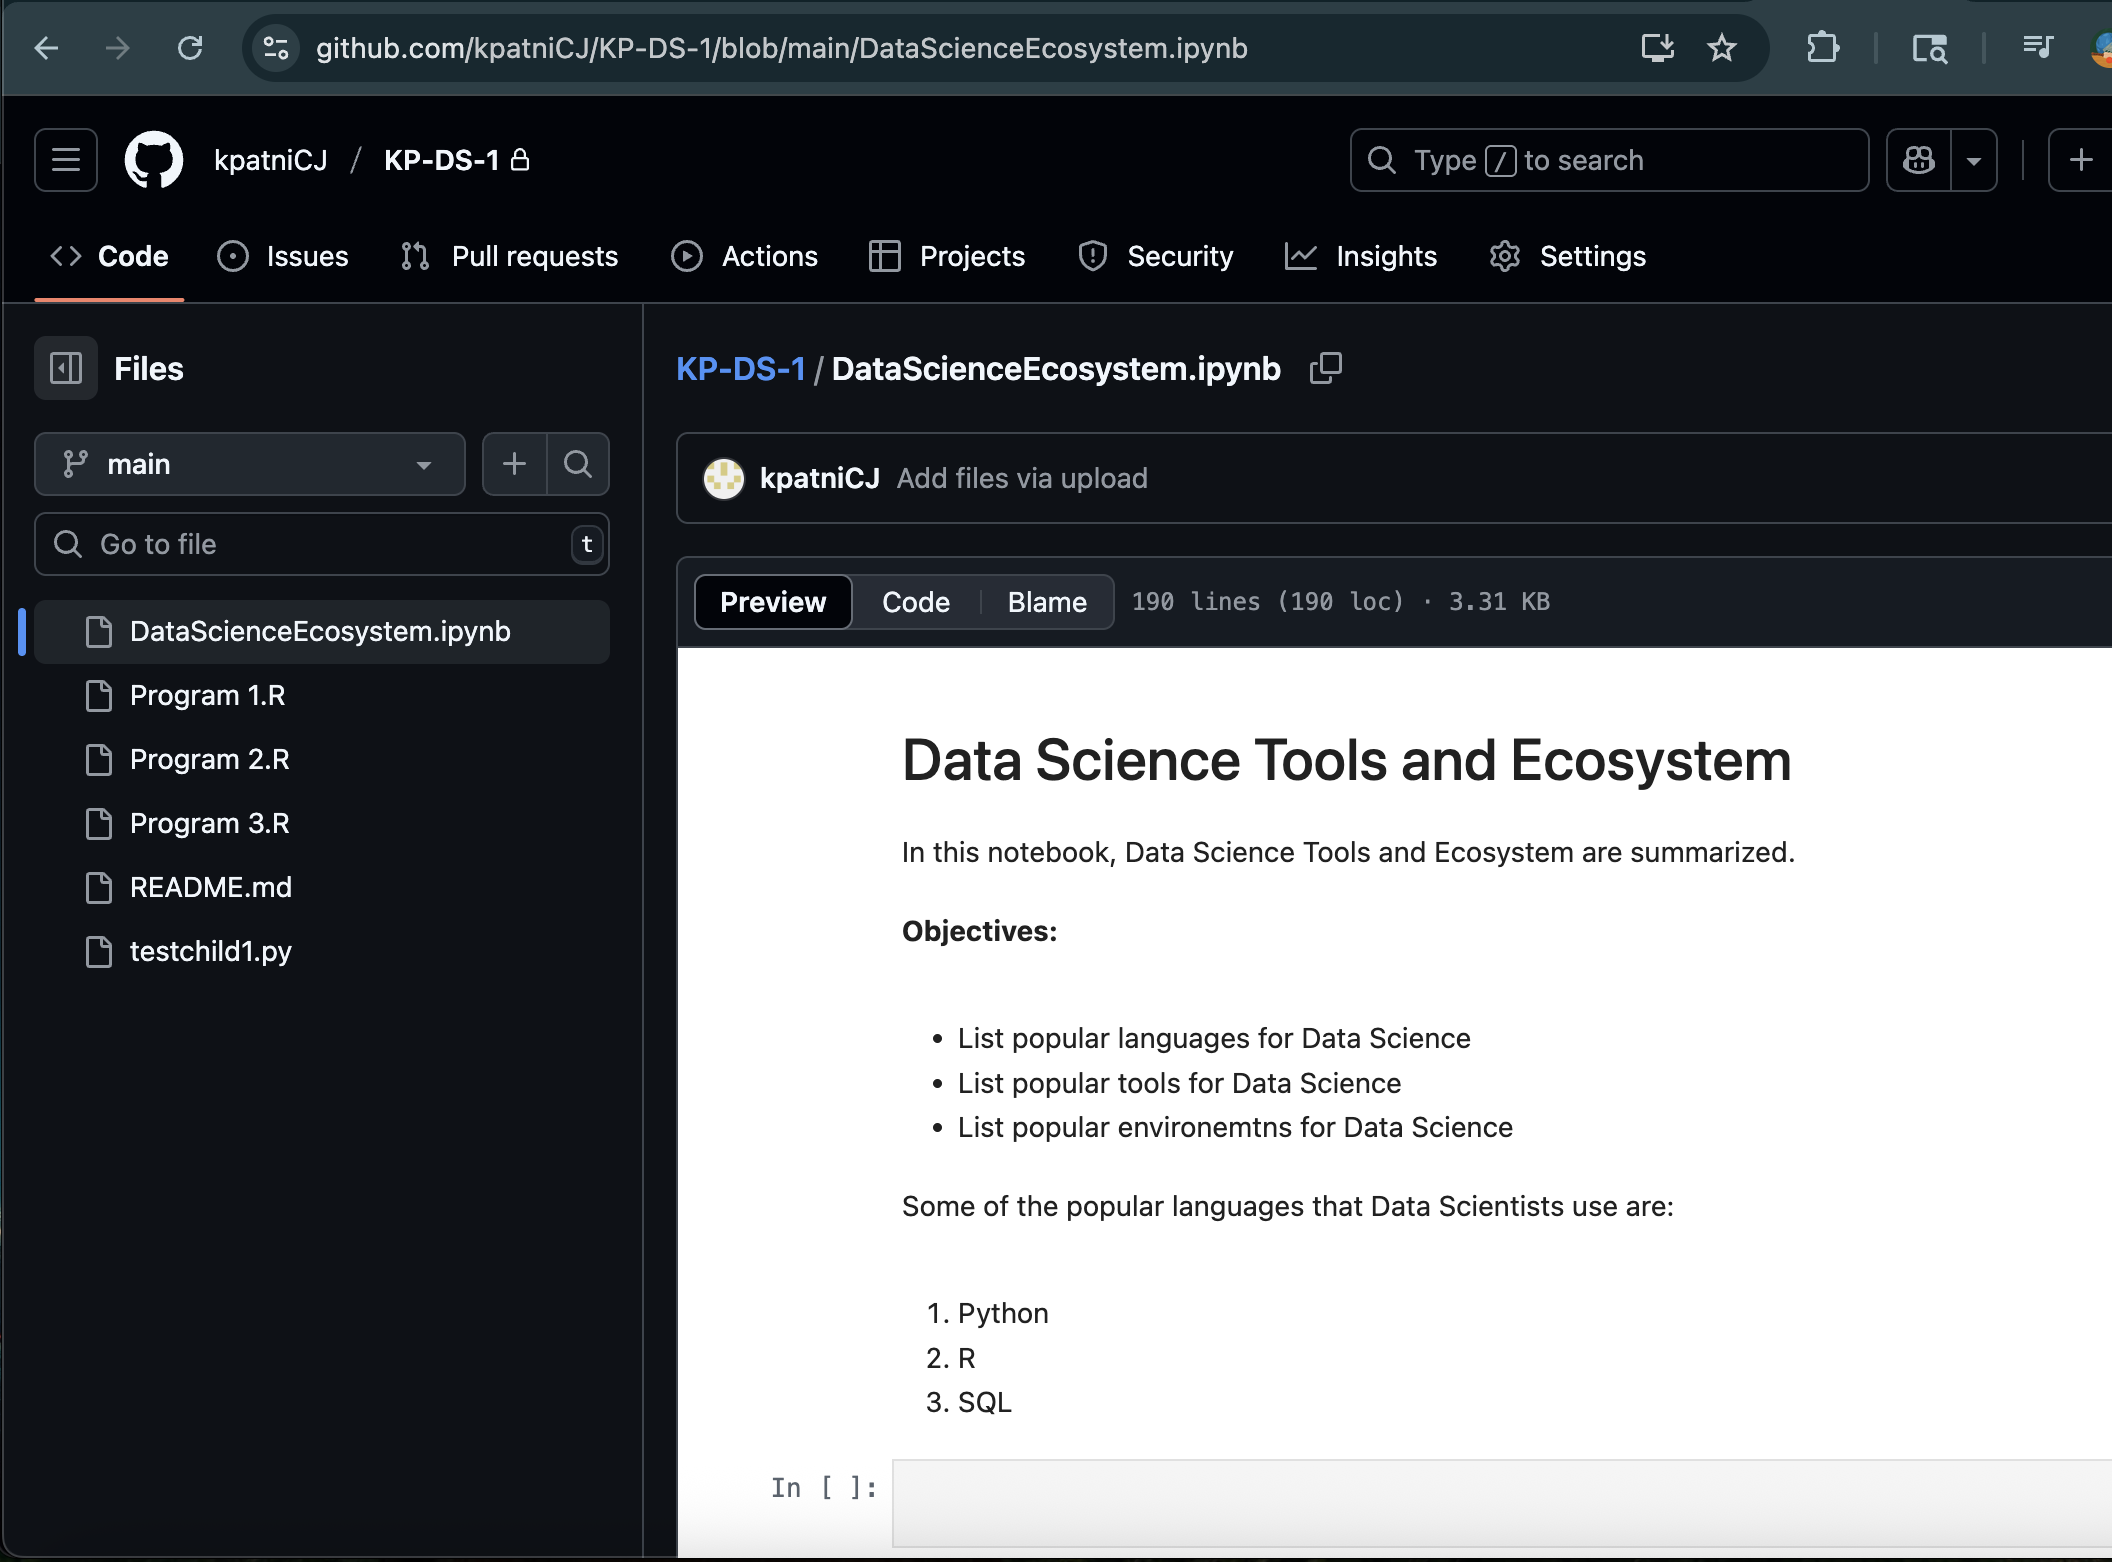 github.com/kpatniCJ/KP-DS-1/blob/main/DataScienceEcosystem.ipynb
kpatniCJ / KP-DS-1
Type / to search
Code
Issues
Pull requests
Actions
Projects
Security
Insights
Settings
Files
main
Go to file
t
DataScienceEcosystem.ipynb
Program 1.R
Program 2.R
Program 3.R
README.md
testchild1.py
KP-DS-1 / DataScienceEcosystem.ipynb
kpatniCJ Add files via upload
Preview
Code
Blame
190 lines (190 loc) · 3.31 KB
Data Science Tools and Ecosystem
In this notebook, Data Science Tools and Ecosystem are summarized.
Objectives:
• List popular languages for Data Science
• List popular tools for Data Science
• List popular environemtns for Data Science
Some of the popular languages that Data Scientists use are:
1. Python
2. R
3. SQL
In [ ]: